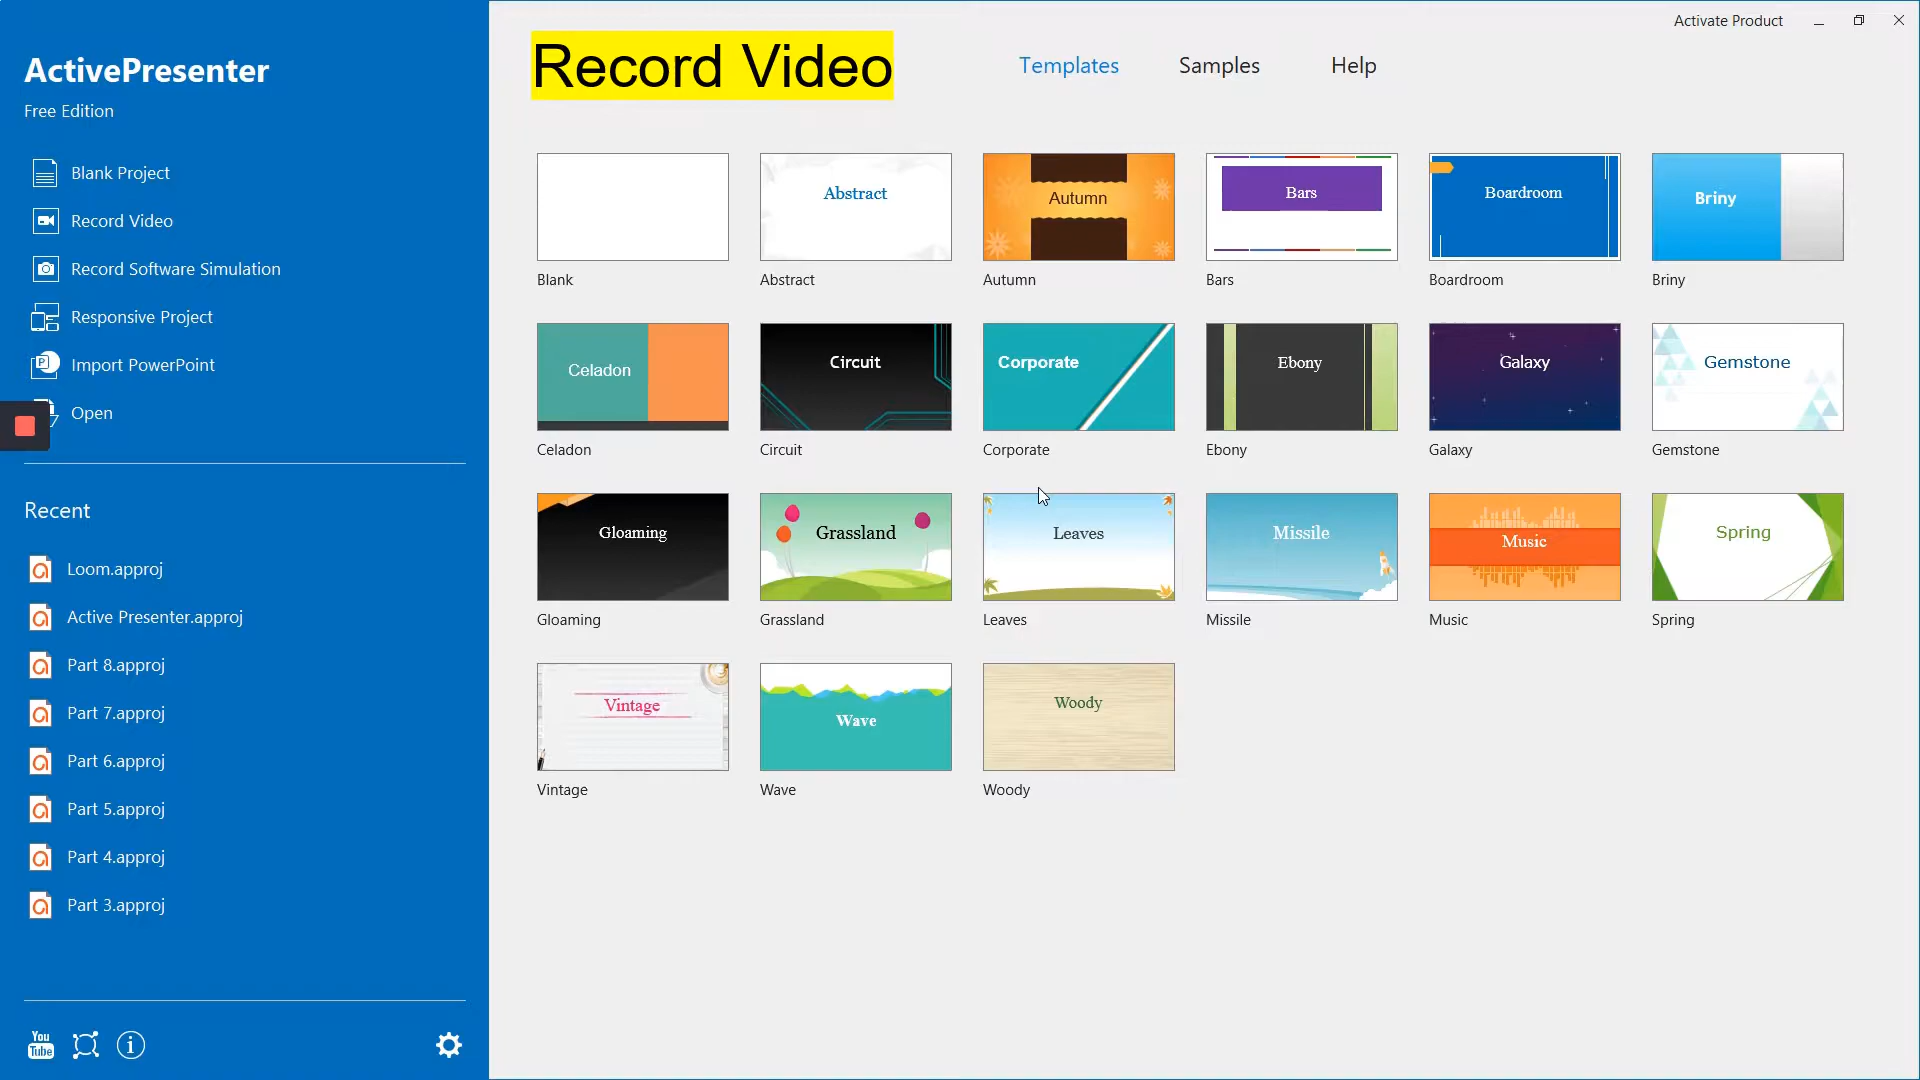 Activate Product
ActivePresenter
Free Edition
Blank Project
Record Video
Record Software Simulation
Responsive Project
Import PowerPoint
Open
Recent
Loom.approj
Active Presenter.approj
Part 8.approj
Part 7.approj
Part 6.approj
Part 5.approj
Part 4.approj
Part 3.approj
You
Tube
Record Video
Templates
Samples
Help
Abstract
Autumn
Bars
Boardroom
Briny
Blank
Abstract
Autumn
Bars
Boardroom
Briny
Celadon
Circuit
Corporate
Ebony
Galaxy
Gemstone
Celadon
Circuit
Corporate
Ebony
Galaxy
Gemstone
Gloaming
Grassland
Leaves
Missile
Music
Spring
Gloaming
Grassland
Leaves
Missile
Music
Spring
Vintage
Wave
Woody
Vintage
Wave
Woody